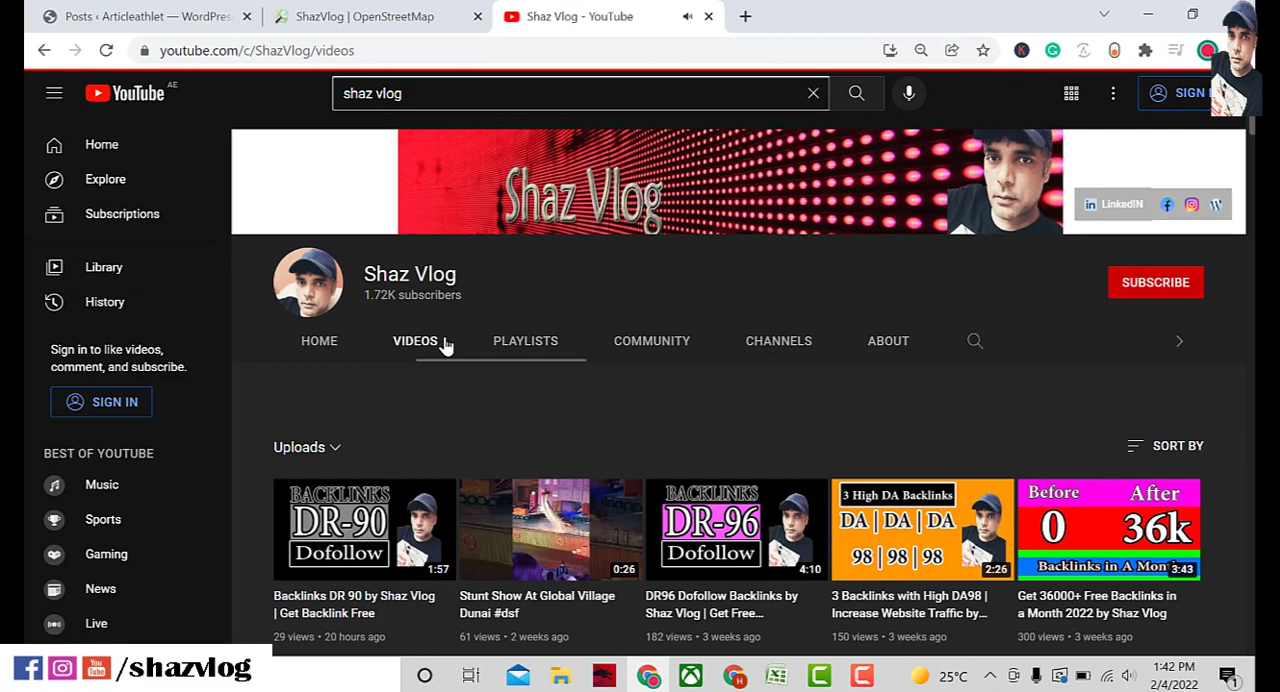 Posts ‹ Articleathlet — WordPres
ShazVlog | OpenStreetMap
Shaz Vlog - YouTube
youtube.com/c/ShazVlog/videos
YouTube AE
shaz vlog
SIGN
Shaz Vlog
LinkedIN
Home
Explore
Subscriptions
Library
History
Sign in to like videos,
comment, and subscribe.
SIGN IN
BEST OF YOUTUBE
Music
Sports
Gaming
News
Live
Shaz Vlog
1.72K subscribers
SUBSCRIBE
HOME VIDEOS PLAYLISTS COMMUNITY CHANNELS ABOUT
Uploads
SORT BY
BACKLINKS
DR-90
Dofollow
1:57
Backlinks DR 90 by Shaz Vlog
| Get Backlink Free
29 views • 20 hours ago
0:26
Stunt Show At Global Village
Dunai #dsf
61 views • 2 weeks ago
BACKLINKS
DR-96
Dofollow
4:10
DR96 Dofollow Backlinks by
Shaz Vlog | Get Free...
182 views • 3 weeks ago
3 High DA Backlinks
DA | DA | DA
98 | 98 | 98
2:26
3 Backlinks with High DA98 |
Increase Website Traffic by...
150 views • 3 weeks ago
Before After
0 36k
Backlinks in A Mon
3:43
Get 36000+ Free Backlinks in
a Month 2022 by Shaz Vlog
300 views • 3 weeks ago
You Tube /shazvlog
25°C
1:42 PM
2/4/2022
1